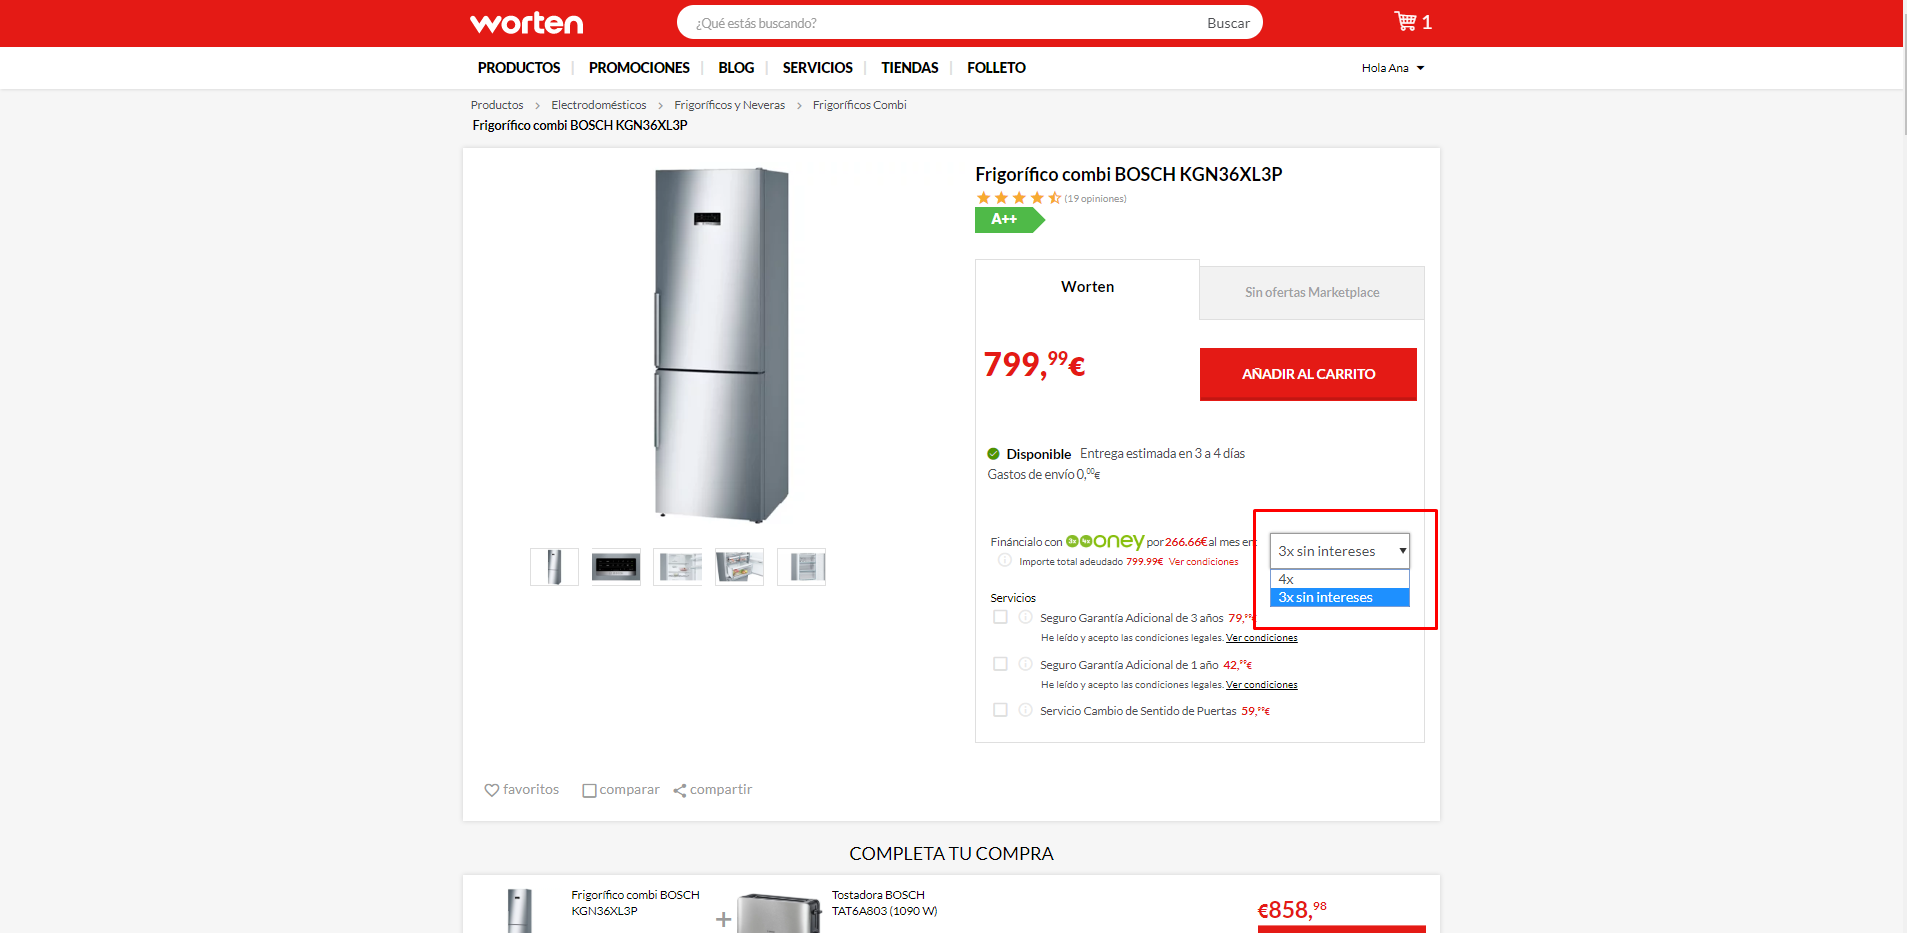 worten
¿Qué estás buscando?
Buscar
1
PRODUCTOS
PROMOCIONES
BLOG
SERVICIOS
TIENDAS
FOLLETO
Hola Ana
Productos > Electrodomésticos > Frigoríficos y Neveras > Frigoríficos Combi
Frigorífico combi BOSCH KGN36XL3P
Frigorífico combi BOSCH KGN36XL3P
(19 opiniones)
A++
Worten
Sin ofertas Marketplace
799,99€
AÑADIR AL CARRITO
Disponible Entrega estimada en 3 a 4 días
Gastos de envío 0,00€
Fináncialo con 3x 4x oney por 266.66€ al mes en:
3x sin intereses
4x
3x sin intereses
Importe total adeudado 799.99€ Ver condiciones
Servicios
Seguro Garantía Adicional de 3 años 79,99€
He leído y acepto las condiciones legales. Ver condiciones
Seguro Garantía Adicional de 1 año 42,99€
He leído y acepto las condiciones legales. Ver condiciones
Servicio Cambio de Sentido de Puertas 59,99€
favoritos
comparar
compartir
COMPLETA TU COMPRA
Frigorífico combi BOSCH
KGN36XL3P
+
Tostadora BOSCH
TAT6A803 (1090 W)
€858,98